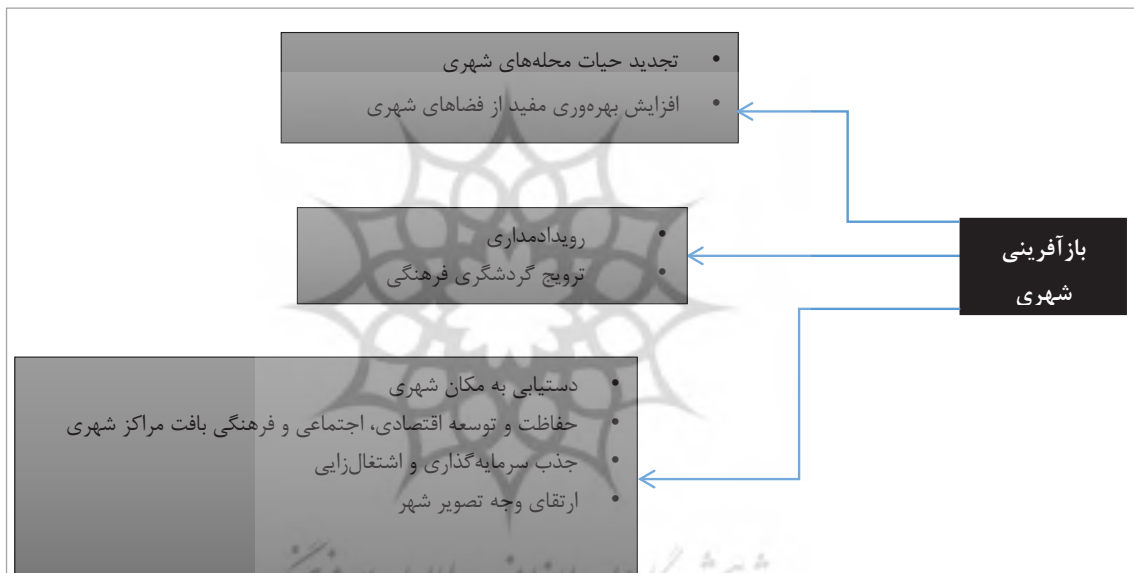 • تجدید حیات محله‌های شهری
• افزایش بهره‌وری مفید از فضاهای شهری
• رویدادمداری
• ترویج گردشگری فرهنگی
بازآفرینی
شهری
• دستیابی به مکان شهری
• حفاظت و توسعه اقتصادی، اجتماعی و فرهنگی بافت مراکز شهری
• جذب سرمایه‌گذاری و اشتغال‌زایی
• ارتقای وجه تصویر شهر